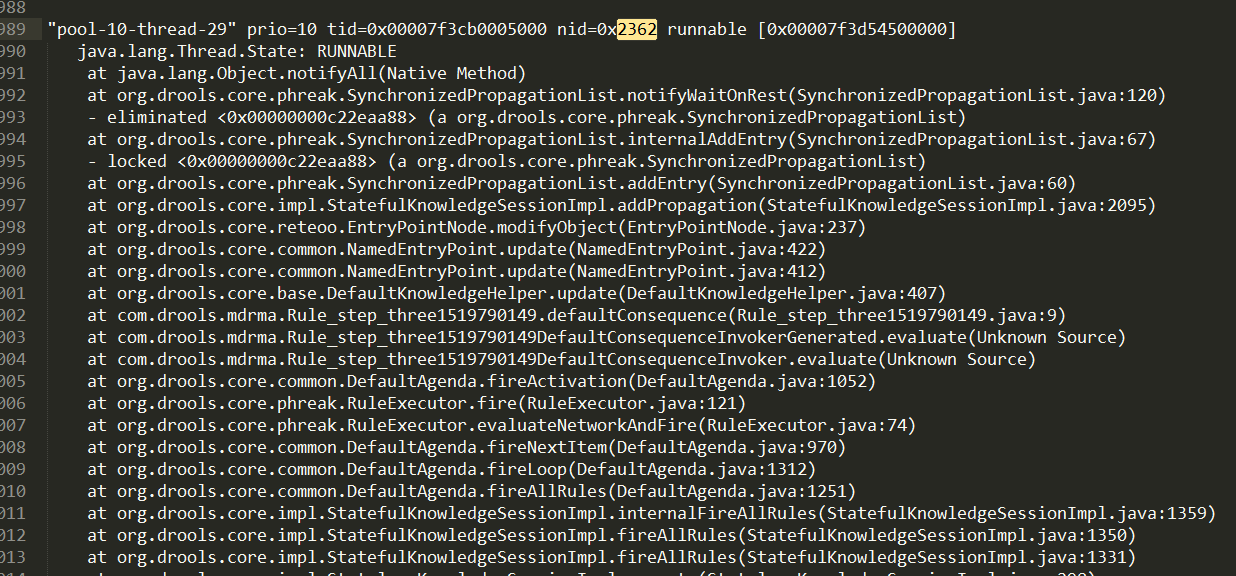 988
989 "pool-10-thread-29" prio=10 tid=0x00007f3cb0005000 nid=0x2362 runnable [0x00007f3d54500000]
990 java.lang.Thread.State: RUNNABLE
991 at java.lang.Object.notifyAll(Native Method)
992 at org.drools.core.phreak.SynchronizedPropagationList.notifyWaitOnRest(SynchronizedPropagationList.java:120)
993 - eliminated <0x00000000c22eaa88> (a org.drools.core.phreak.SynchronizedPropagationList)
994 at org.drools.core.phreak.SynchronizedPropagationList.internalAddEntry(SynchronizedPropagationList.java:67)
995 - locked <0x00000000c22eaa88> (a org.drools.core.phreak.SynchronizedPropagationList)
996 at org.drools.core.phreak.SynchronizedPropagationList.addEntry(SynchronizedPropagationList.java:60)
997 at org.drools.core.impl.StatefulKnowledgeSessionImpl.addPropagation(StatefulKnowledgeSessionImpl.java:2095)
998 at org.drools.core.reteoo.EntryPointNode.modifyObject(EntryPointNode.java:237)
999 at org.drools.core.common.NamedEntryPoint.update(NamedEntryPoint.java:422)
000 at org.drools.core.common.NamedEntryPoint.update(NamedEntryPoint.java:412)
001 at org.drools.core.base.DefaultKnowledgeHelper.update(DefaultKnowledgeHelper.java:407)
002 at com.drools.mdrma.Rule_step_three1519790149.defaultConsequence(Rule_step_three1519790149.java:9)
003 at com.drools.mdrma.Rule_step_three1519790149DefaultConsequenceInvokerGenerated.evaluate(Unknown Source)
004 at com.drools.mdrma.Rule_step_three1519790149DefaultConsequenceInvoker.evaluate(Unknown Source)
005 at org.drools.core.common.DefaultAgenda.fireActivation(DefaultAgenda.java:1052)
006 at org.drools.core.phreak.RuleExecutor.fire(RuleExecutor.java:121)
007 at org.drools.core.phreak.RuleExecutor.evaluateNetworkAndFire(RuleExecutor.java:74)
008 at org.drools.core.common.DefaultAgenda.fireNextItem(DefaultAgenda.java:970)
009 at org.drools.core.common.DefaultAgenda.fireLoop(DefaultAgenda.java:1312)
010 at org.drools.core.common.DefaultAgenda.fireAllRules(DefaultAgenda.java:1251)
011 at org.drools.core.impl.StatefulKnowledgeSessionImpl.internalFireAllRules(StatefulKnowledgeSessionImpl.java:1359)
012 at org.drools.core.impl.StatefulKnowledgeSessionImpl.fireAllRules(StatefulKnowledgeSessionImpl.java:1350)
013 at org.drools.core.impl.StatefulKnowledgeSessionImpl.fireAllRules(StatefulKnowledgeSessionImpl.java:1331)